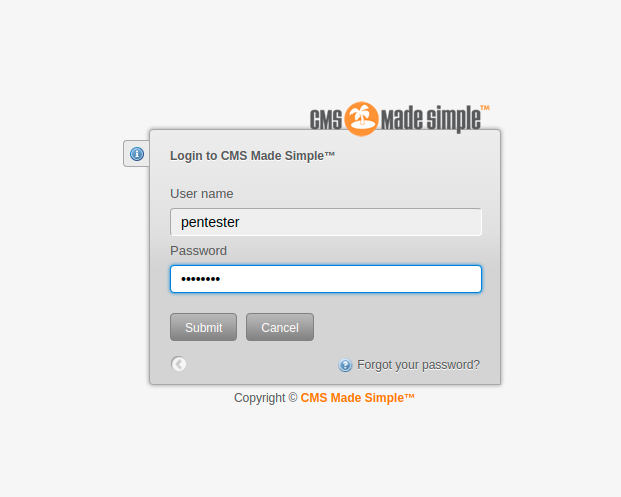 CMS made simple™
Login to CMS Made Simple™
User name
pentester
Password
••••••••
Submit Cancel
Forgot your password?
Copyright © CMS Made Simple™